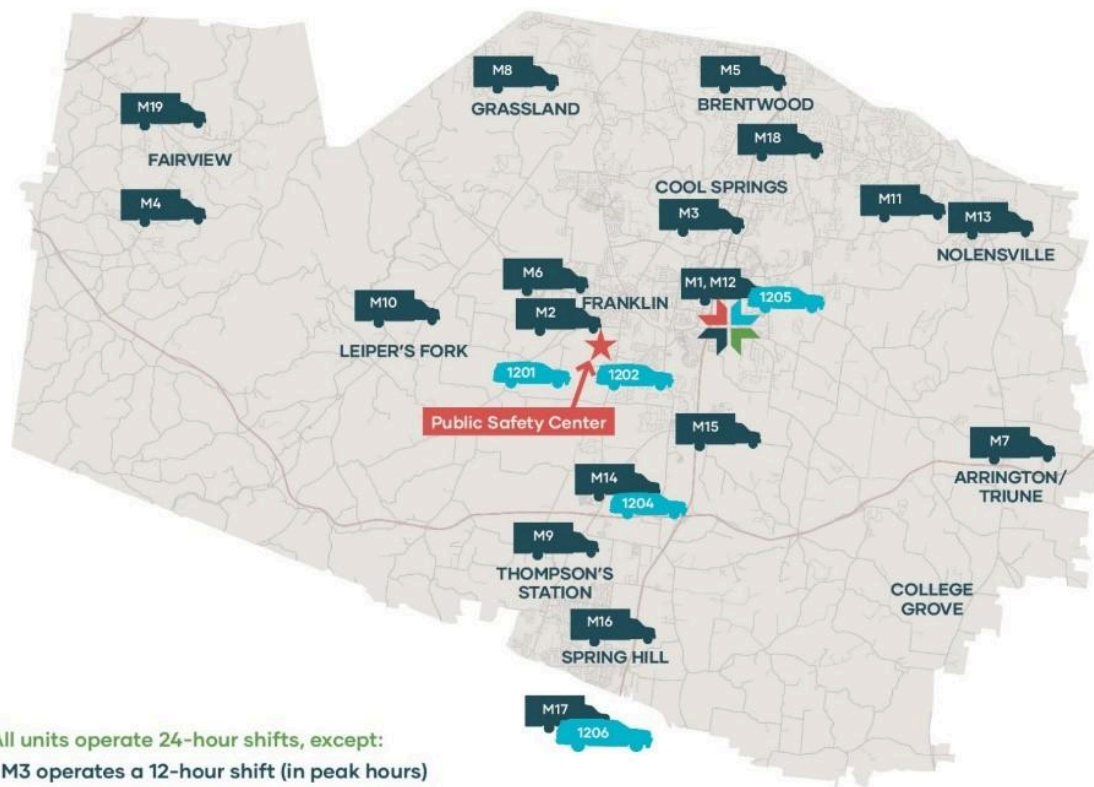 M8
M5
GRASSLAND
BRENTWOOD
M19
M18
FAIRVIEW
COOL SPRINGS
M4
M3
M11
M13
NOLENSVILLE
M6
M1, M12
1205
M10
M2
FRANKLIN
LEIPER'S FORK
1201
1202
Public Safety Center
M15
M7
ARRINGTON/
TRIUNE
M14
1204
M9
THOMPSON'S
STATION
COLLEGE
GROVE
M16
SPRING HILL
M17
1206
All units operate 24-hour shifts, except:
M3 operates a 12-hour shift (in peak hours)